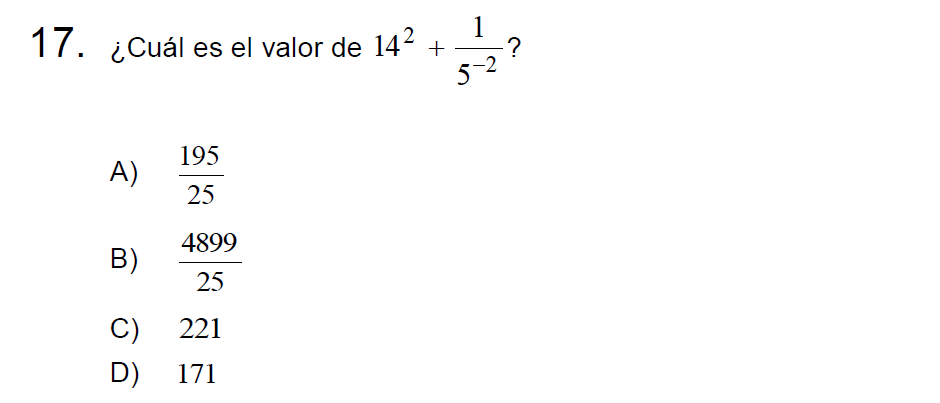 17. ¿Cuál es el valor de 14² + 1/5⁻² ?
A) 195/25
B) 4899/25
C) 221
D) 171